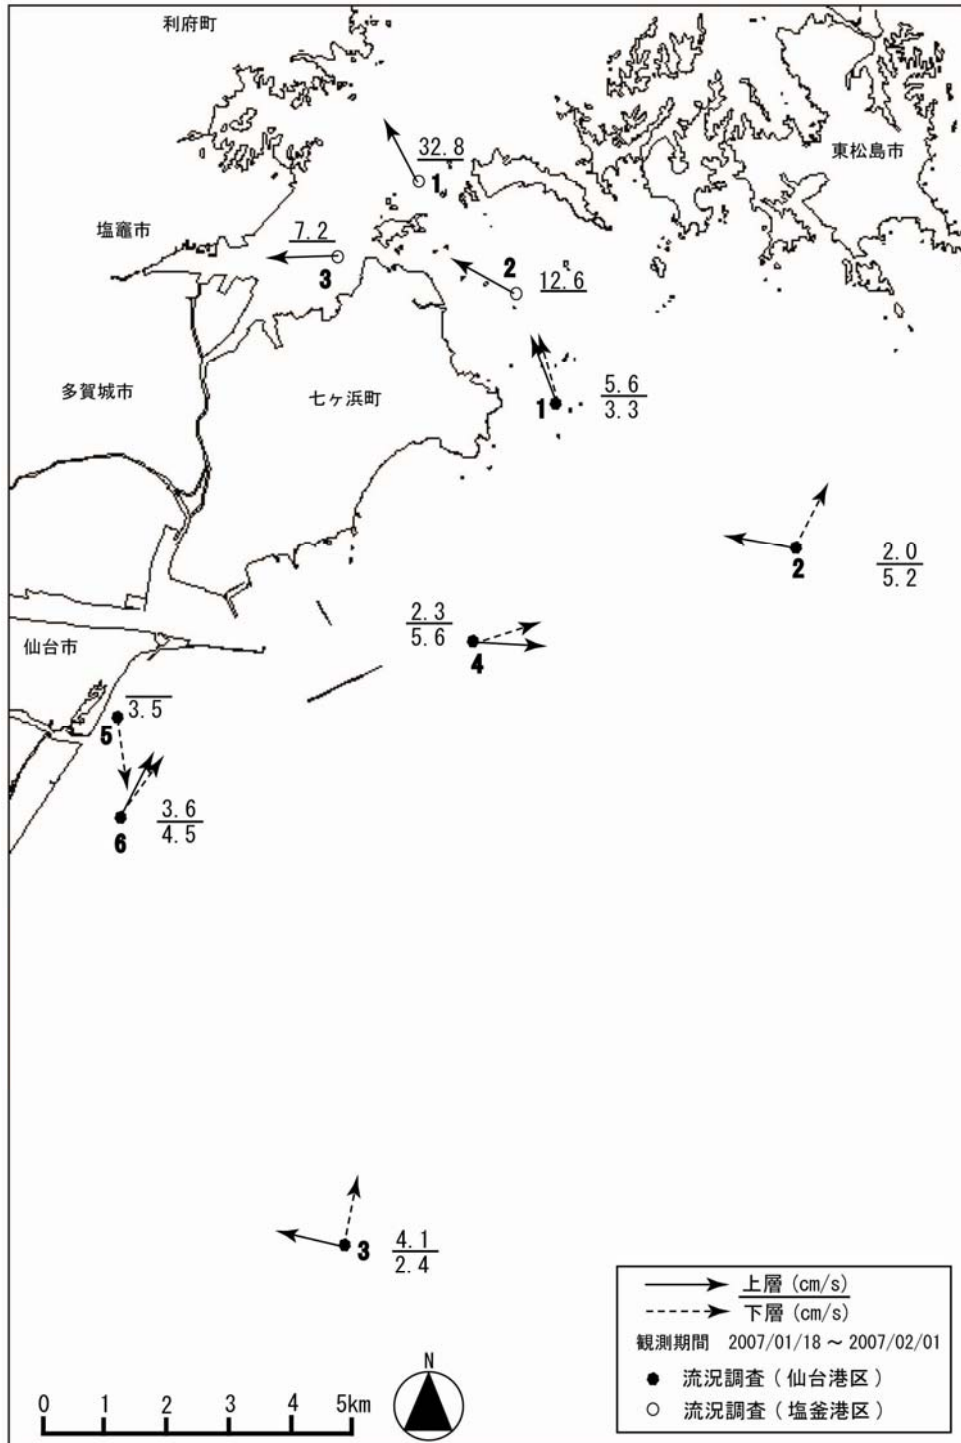 利府町
32.8
1
東松島市
塩竈市
7.2
3
2
12.6
多賀城市
七ヶ浜町
1
5.6
3.3
2
2.0
5.2
仙台市
2.3
5.6
4
3.5
5
3.6
4.5
6
3
4.1
2.4
上層 (cm/s)
下層 (cm/s)
観測期間 2007/01/18 ~ 2007/02/01
流況調査 ( 仙台港区 )
流況調査 ( 塩釜港区 )
N
0 1 2 3 4 5km